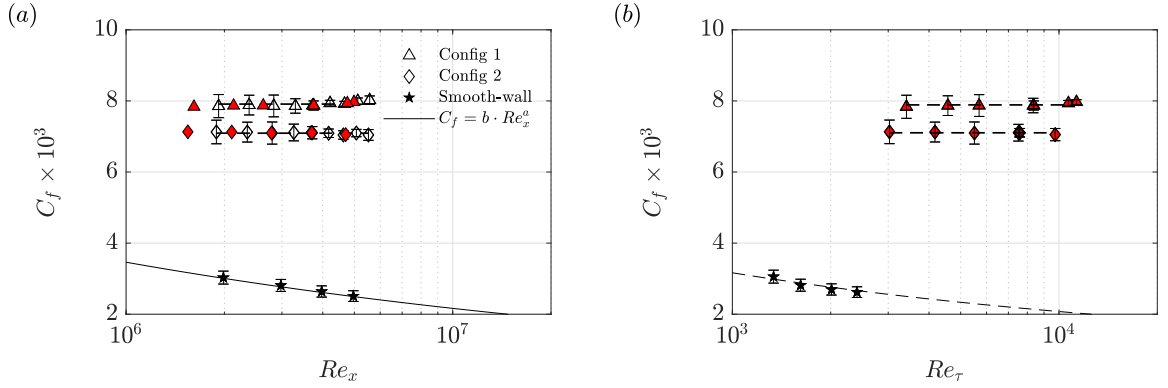 (a)
10
8
6
4
2
C_f × 10^3
10^6
10^7
Re_x
Config 1
Config 2
Smooth-wall
C_f = b · Re_x^a
(b)
10
8
6
4
2
C_f × 10^3
10^3
10^4
Re_τ